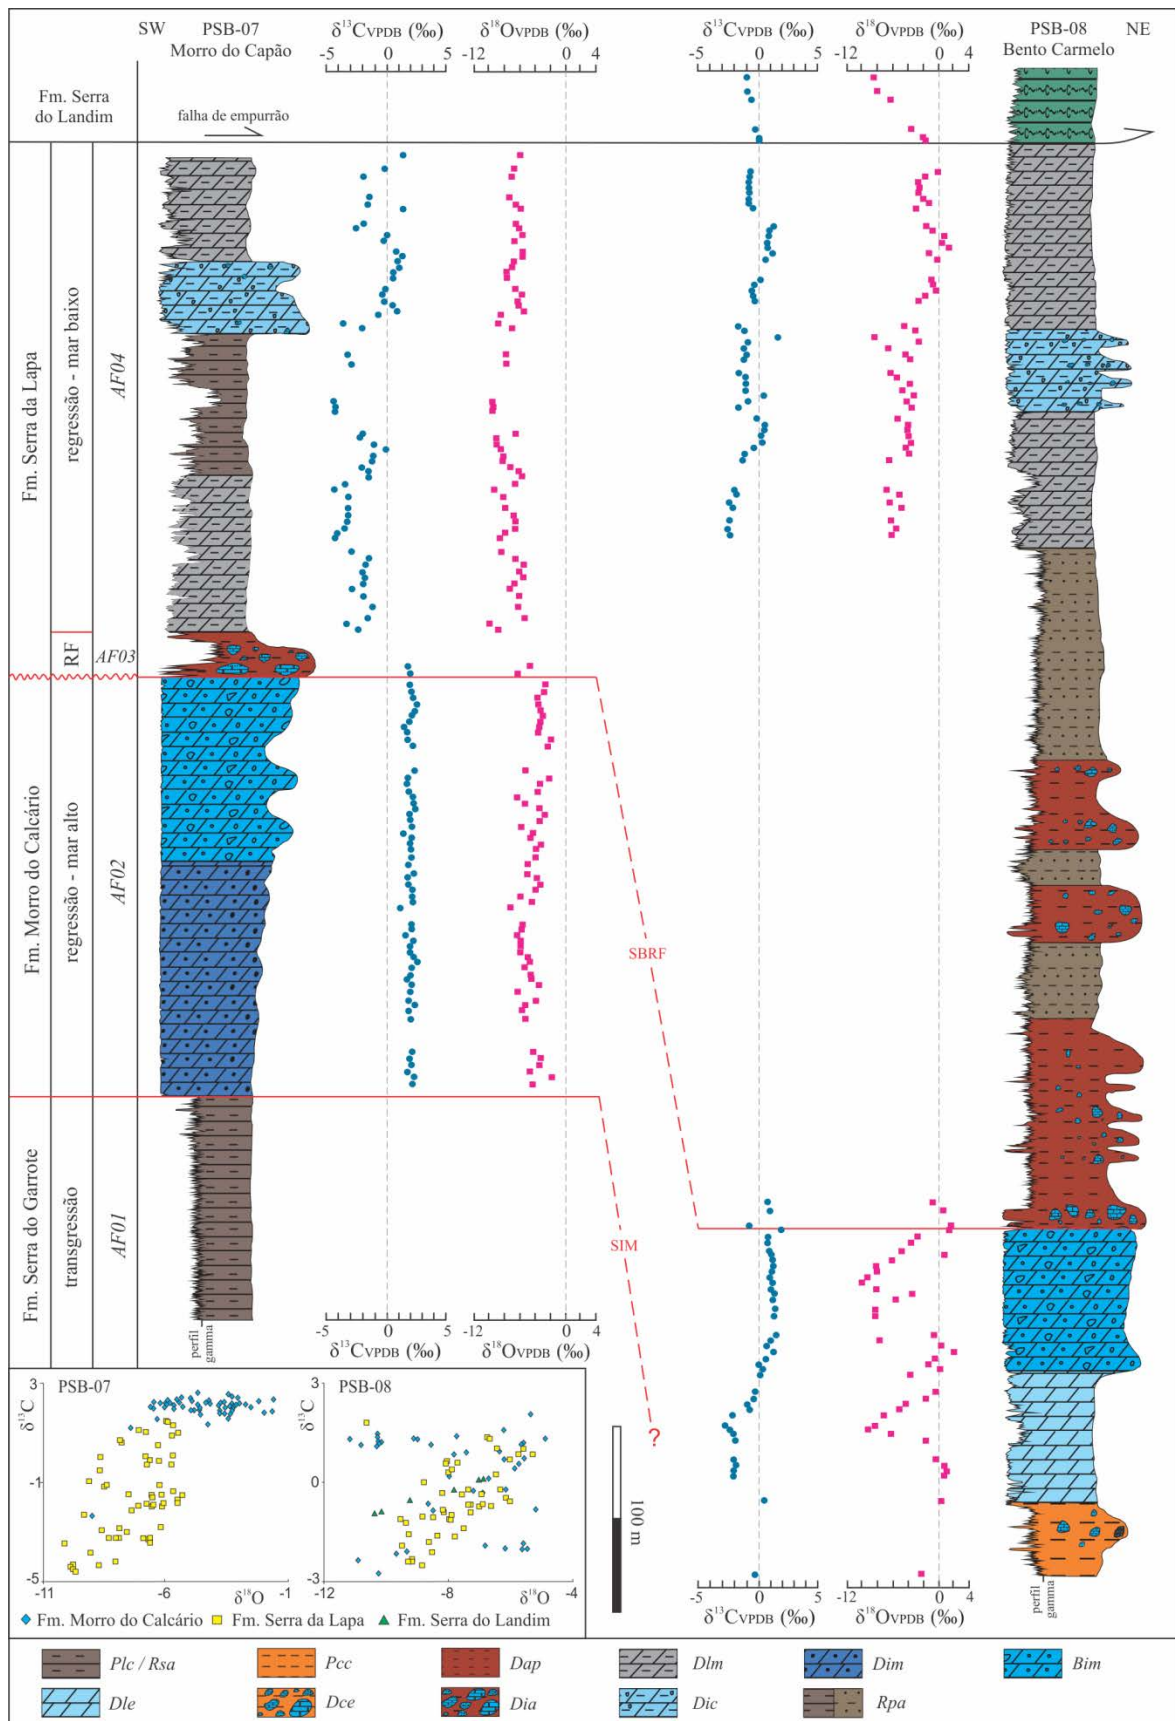 SW
PSB-07
Morro do Capão
δ¹³CVPDB (‰)
δ¹⁸OVPDB (‰)
δ¹³CVPDB (‰)
δ¹⁸OVPDB (‰)
PSB-08
Bento Carmelo
NE
-5 0 5
-12 0 4
-5 0 5
-12 0 4
Fm. Serra
do Landim
falha de empurrão
Fm. Serra da Lapa
regressão - mar baixo
AF04
RF
AF03
Fm. Morro do Calcário
regressão - mar alto
AF02
SBRF
Fm. Serra do Garrote
transgressão
AF01
SIM
?
perfil
gamma
-5 0 5
δ¹³CVPDB (‰)
-12 0 4
δ¹⁸OVPDB (‰)
PSB-07
3
δ¹³C
-1
-5
-11
-6
δ¹⁸O
-1
PSB-08
3
δ¹³C
0
-3
-12
-8
δ¹⁸O
-4
Fm. Morro do Calcário
Fm. Serra da Lapa
Fm. Serra do Landim
100 m
-5 0 5
δ¹³CVPDB (‰)
-12 0 4
δ¹⁸OVPDB (‰)
perfil
gamma
Plc / Rsa
Pcc
Dap
Dlm
Dim
Bim
Dle
Dce
Dia
Dic
Rpa